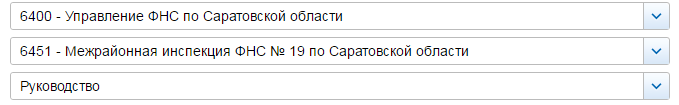 6400 - Управление ФНС по Саратовской области
6451 - Межрайонная инспекция ФНС № 19 по Саратовской области
Руководство